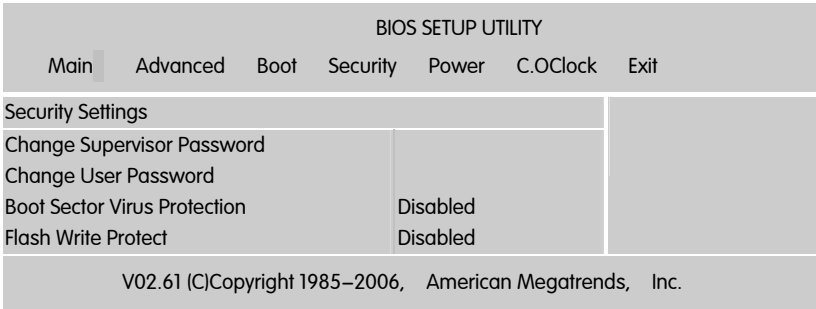 BIOS SETUP UTILITY
Main Advanced Boot Security Power C.OClock Exit
Security Settings
Change Supervisor Password
Change User Password
Boot Sector Virus Protection Disabled
Flash Write Protect Disabled
V02.61 (C)Copyright 1985–2006, American Megatrends, Inc.